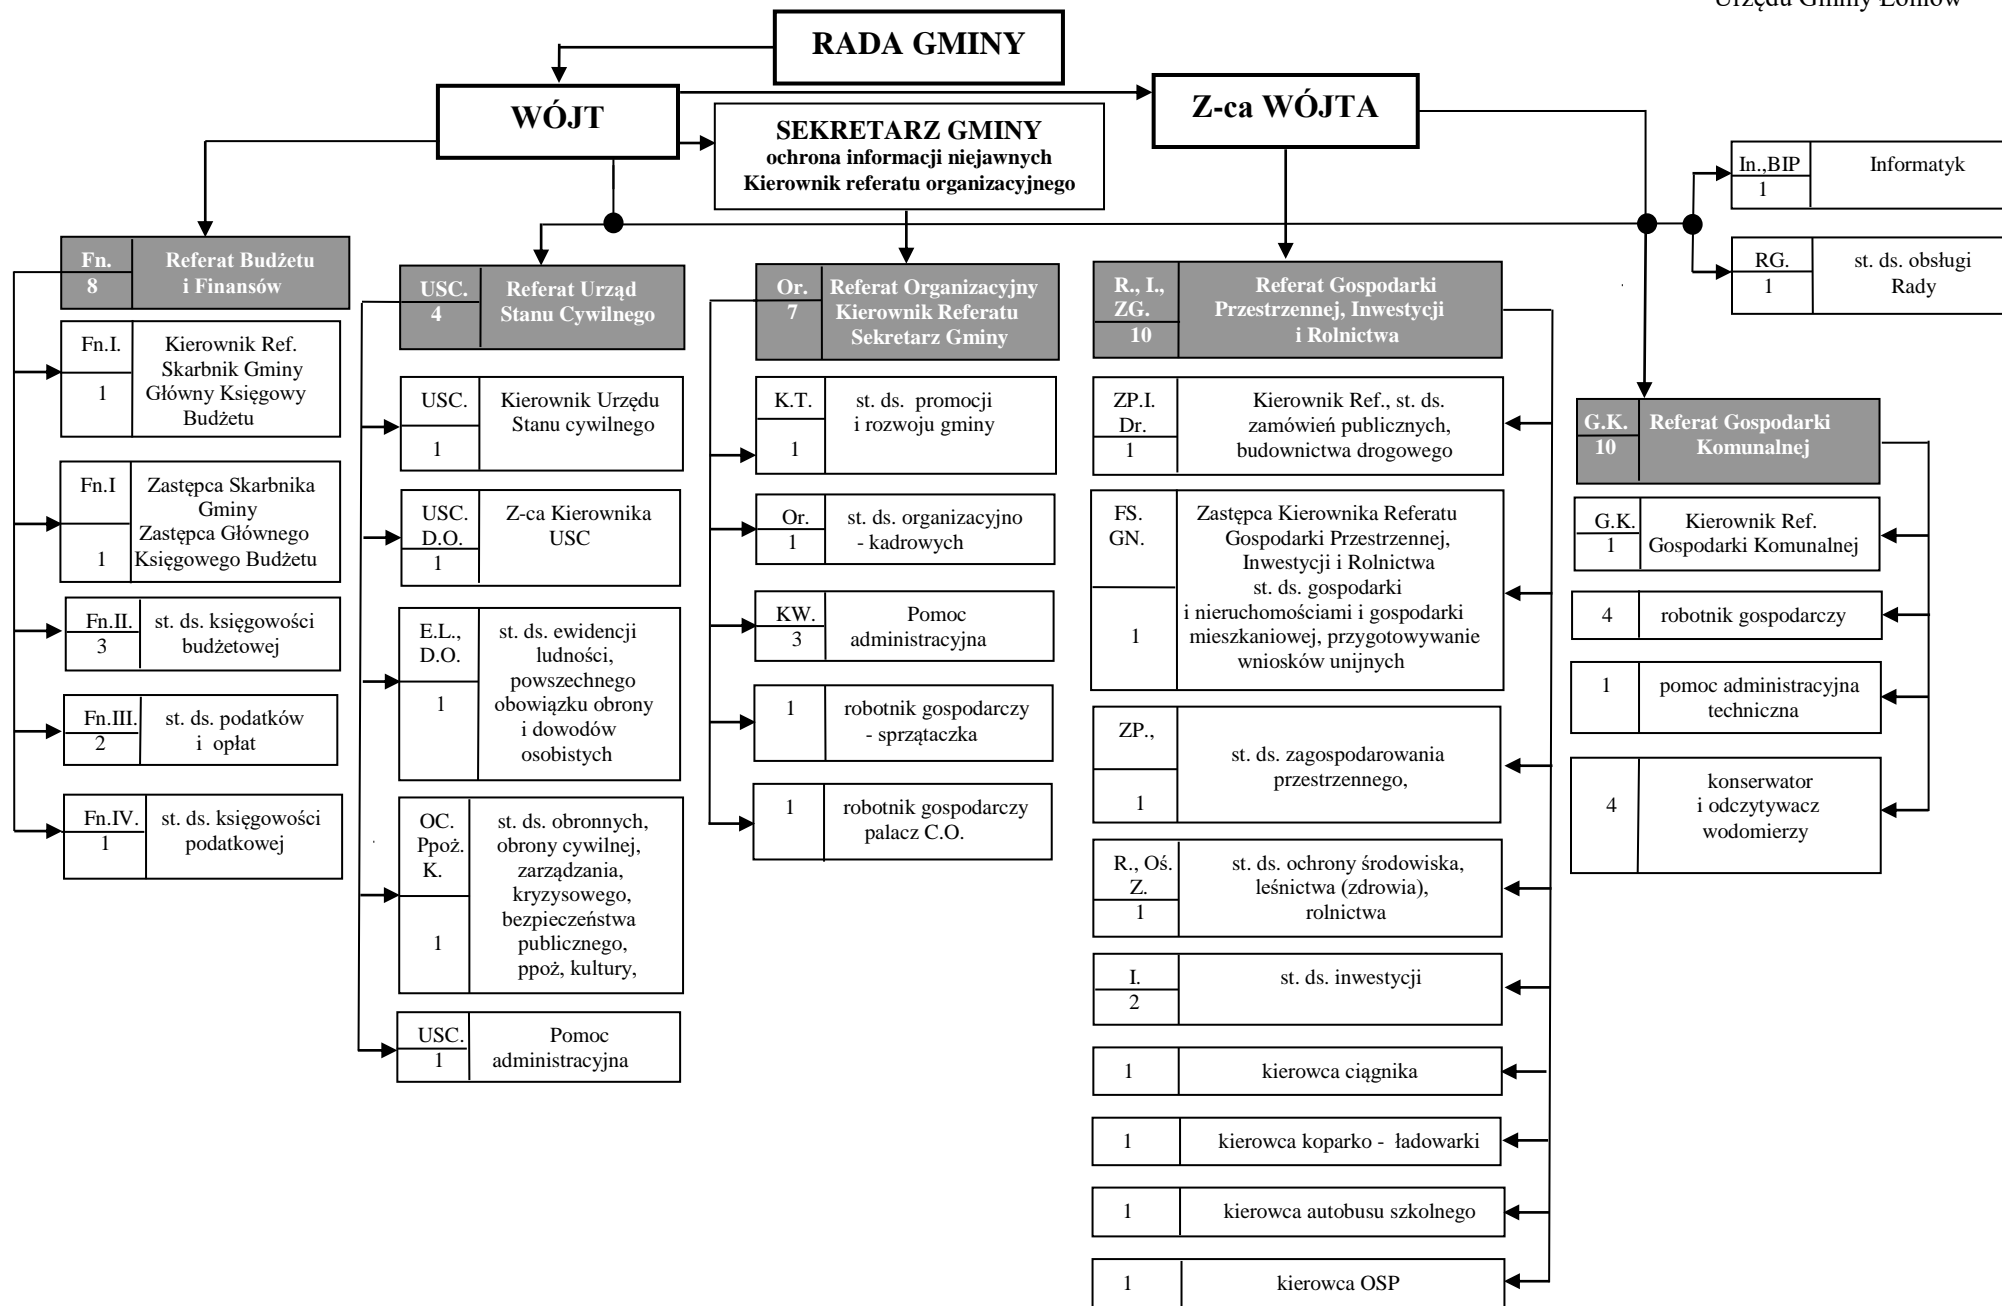 Urzędu Gminy Łoniów
RADA GMINY
WÓJT
Z-ca WÓJTA
SEKRETARZ GMINY
ochrona informacji niejawnych
Kierownik referatu organizacyjnego
In.,BIP
1
Informatyk
RG.
1
st. ds. obsługi
Rady
Fn.
8
Referat Budżetu
i Finansów
Fn.I.
1
Kierownik Ref.
Skarbnik Gminy
Główny Księgowy
Budżetu
Fn.I
1
Zastępca Skarbnika
Gminy
Zastępca Głównego
Księgowego Budżetu
Fn.II.
3
st. ds. księgowości
budżetowej
Fn.III.
2
st. ds. podatków
i opłat
Fn.IV.
1
st. ds. księgowości
podatkowej
USC.
4
Referat Urząd
Stanu Cywilnego
USC.
1
Kierownik Urzędu
Stanu cywilnego
USC.
D.O.
1
Z-ca Kierownika
USC
E.L.,
D.O.
1
st. ds. ewidencji
ludności,
powszechnego
obowiązku obrony
i dowodów
osobistych
OC.
Ppoż.
K.
1
st. ds. obronnych,
obrony cywilnej,
zarządzania,
kryzysowego,
bezpieczeństwa
publicznego,
ppoż, kultury,
USC.
1
Pomoc
administracyjna
Or.
7
Referat Organizacyjny
Kierownik Referatu
Sekretarz Gminy
K.T.
1
st. ds. promocji
i rozwoju gminy
Or.
1
st. ds. organizacyjno
- kadrowych
KW.
3
Pomoc
administracyjna
1
robotnik gospodarczy
- sprzątaczka
1
robotnik gospodarczy
palacz C.O.
R., I.,
ZG.
10
Referat Gospodarki
Przestrzennej, Inwestycji
i Rolnictwa
ZP.I.
Dr.
1
Kierownik Ref., st. ds.
zamówień publicznych,
budownictwa drogowego
FS.
GN.
1
Zastępca Kierownika Referatu
Gospodarki Przestrzennej,
Inwestycji i Rolnictwa
st. ds. gospodarki
i nieruchomościami i gospodarki
mieszkaniowej, przygotowywanie
wniosków unijnych
ZP.,
1
st. ds. zagospodarowania
przestrzennego,
R., Oś.
Z.
1
st. ds. ochrony środowiska,
leśnictwa (zdrowia),
rolnictwa
I.
2
st. ds. inwestycji
1
kierowca ciągnika
1
kierowca koparko - ładowarki
1
kierowca autobusu szkolnego
1
kierowca OSP
G.K.
10
Referat Gospodarki
Komunalnej
G.K.
1
Kierownik Ref.
Gospodarki Komunalnej
4
robotnik gospodarczy
1
pomoc administracyjna
techniczna
4
konserwator
i odczytywacz
wodomierzy